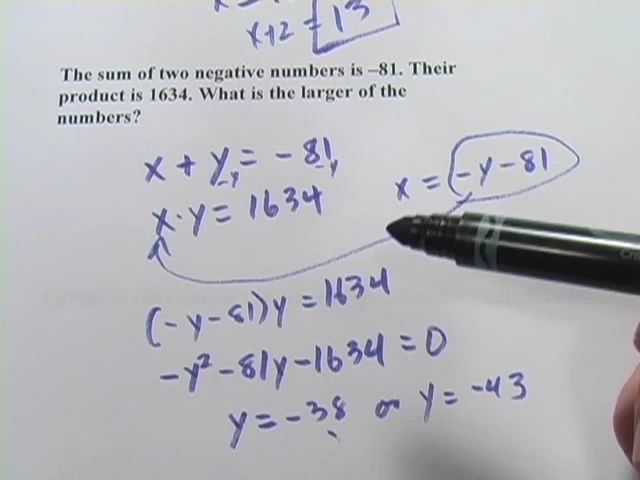 x+2 = 13
The sum of two negative numbers is –81. Their
product is 1634. What is the larger of the
numbers?
x + y = - 81
-y -y
x = -y - 81
x · y = 1634
(-y - 81)y = 1634
-y² - 81y - 1634 = 0
y = -38 or y = -43